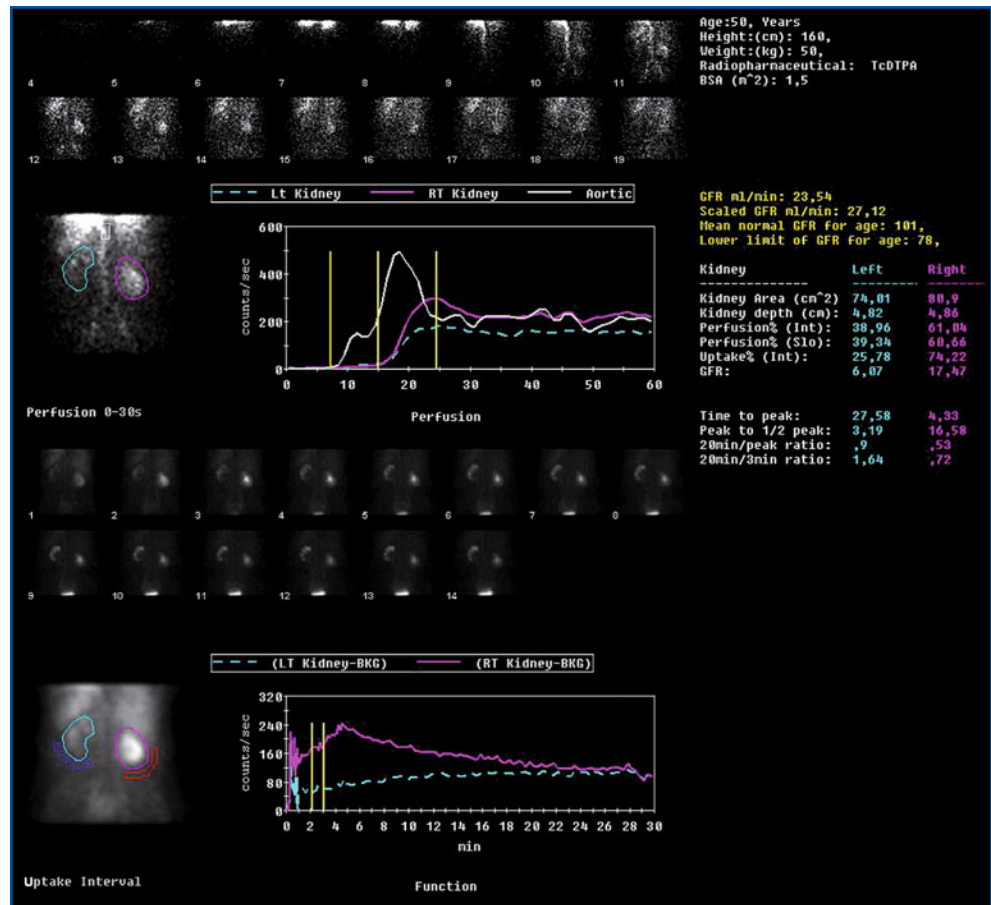 Age:50, Years
Height:(cm): 160,
Weight:(kg): 50,
Radiopharmaceutical: TcDTPA
BSA (m^2): 1,5
4 5 6 7 8 9 10 11
12 13 14 15 16 17 18 19
Lt Kidney RT Kidney Aortic
600
400
200
0
counts/sec
0 10 20 30 40 50 60
Perfusion 0-30s
Perfusion
GFR ml/min: 23,54
Scaled GFR ml/min: 27,12
Mean normal GFR for age: 101,
Lower limit of GFR for age: 78,
Kidney Left Right
Kidney Area (cm^2) 74,01 80,9
Kidney depth (cm): 4,82 4,86
Perfusion% (Int): 38,96 61,04
Perfusion% (Slo): 39,34 60,66
Uptake% (Int): 25,78 74,22
GFR: 6,07 17,47
Time to peak: 27,58 4,33
Peak to 1/2 peak: 3,19 16,58
20min/peak ratio: ,9 ,53
20min/3min ratio: 1,64 ,72
1 2 3 4 5 6 7 8
9 10 11 12 13 14
(LT Kidney-BKG) (RT Kidney-BKG)
320
240
160
80
0
counts/sec
0 2 4 6 8 10 12 14 16 18 20 22 24 26 28 30
min
Uptake Interval
Function